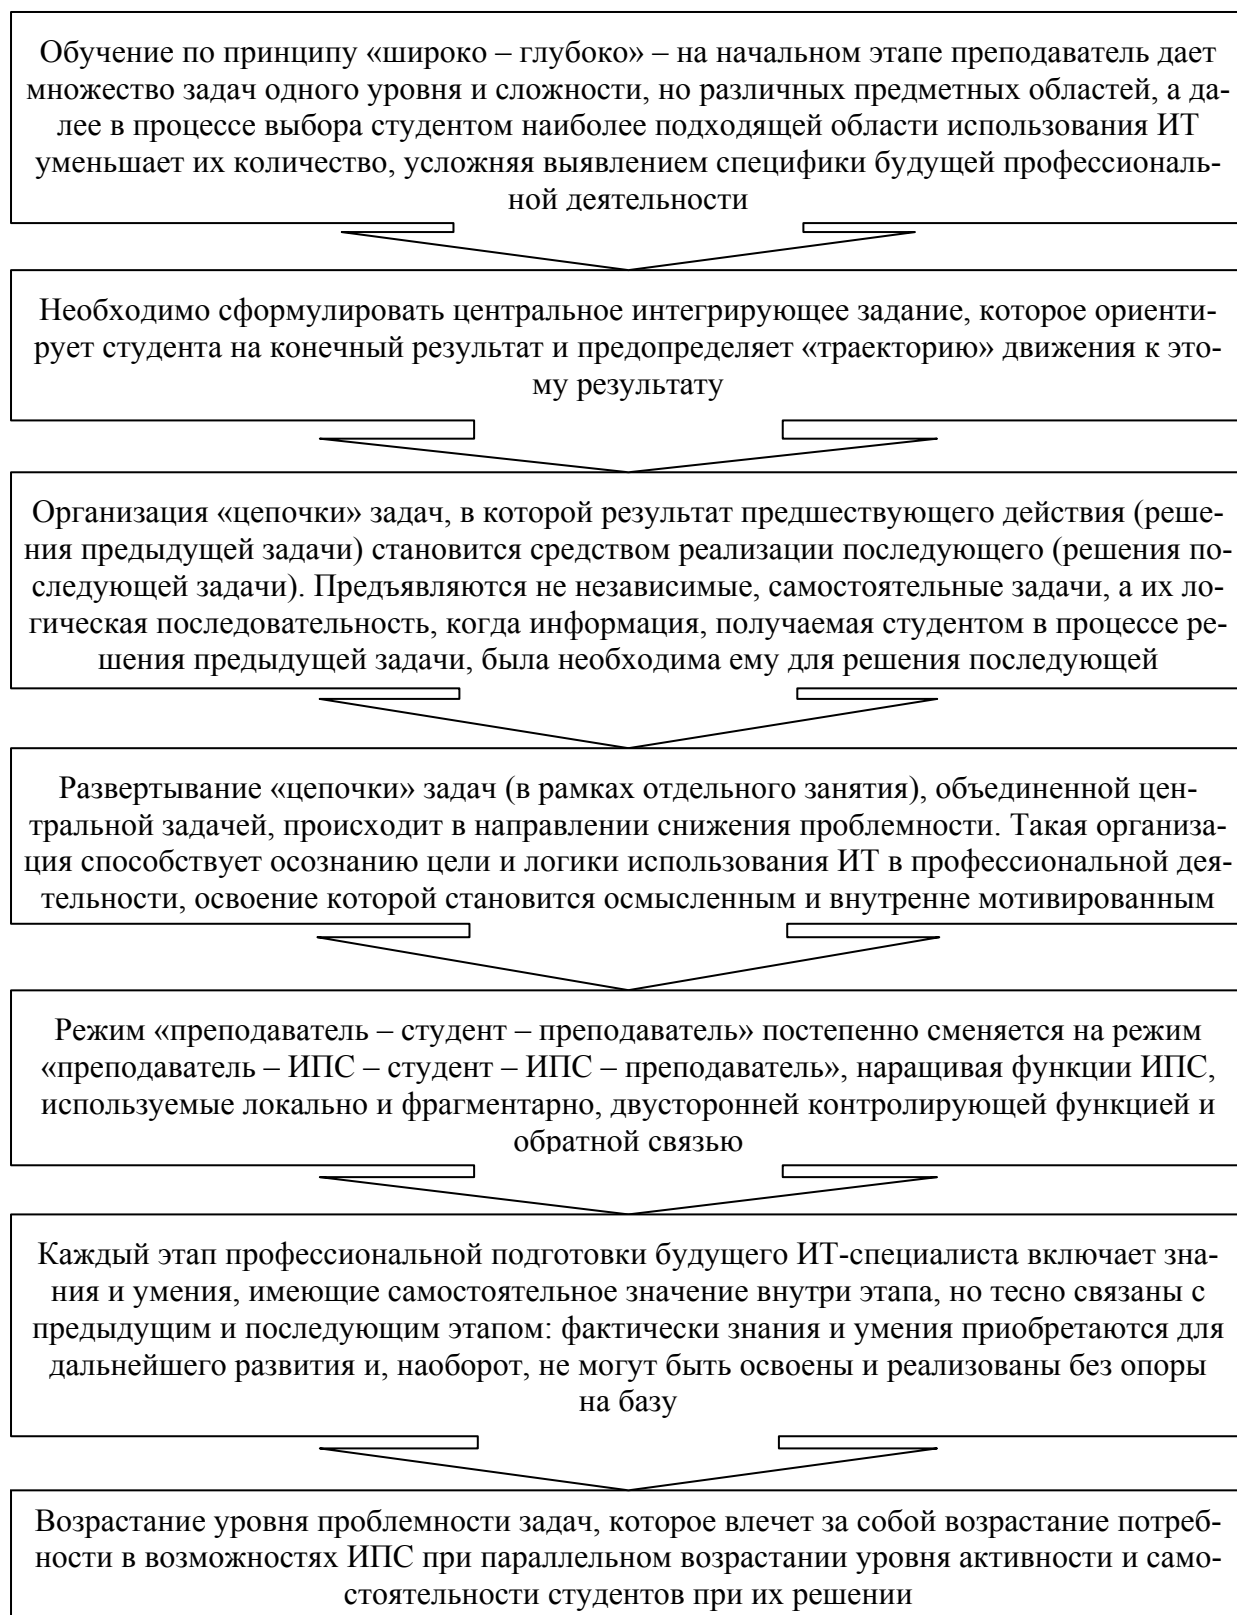 Обучение по принципу «широко – глубоко» – на начальном этапе преподаватель дает
множество задач одного уровня и сложности, но различных предметных областей, а да-
лее в процессе выбора студентом наиболее подходящей области использования ИТ
уменьшает их количество, усложняя выявлением специфики будущей профессиональ-
ной деятельности
Необходимо сформулировать центральное интегрирующее задание, которое ориенти-
рует студента на конечный результат и предопределяет «траекторию» движения к это-
му результату
Организация «цепочки» задач, в которой результат предшествующего действия (реше-
ния предыдущей задачи) становится средством реализации последующего (решения по-
следующей задачи). Предъявляются не независимые, самостоятельные задачи, а их ло-
гическая последовательность, когда информация, получаемая студентом в процессе ре-
шения предыдущей задачи, была необходима ему для решения последующей
Развертывание «цепочки» задач (в рамках отдельного занятия), объединенной цен-
тральной задачей, происходит в направлении снижения проблемности. Такая организа-
ция способствует осознанию цели и логики использования ИТ в профессиональной дея-
тельности, освоение которой становится осмысленным и внутренне мотивированным
Режим «преподаватель – студент – преподаватель» постепенно сменяется на режим
«преподаватель – ИПС – студент – ИПС – преподаватель», наращивая функции ИПС,
используемые локально и фрагментарно, двусторонней контролирующей функцией и
обратной связью
Каждый этап профессиональной подготовки будущего ИТ-специалиста включает зна-
ния и умения, имеющие самостоятельное значение внутри этапа, но тесно связаны с
предыдущим и последующим этапом: фактически знания и умения приобретаются для
дальнейшего развития и, наоборот, не могут быть освоены и реализованы без опоры
на базу
Возрастание уровня проблемности задач, которое влечет за собой возрастание потреб-
ности в возможностях ИПС при параллельном возрастании уровня активности и само-
стоятельности студентов при их решении